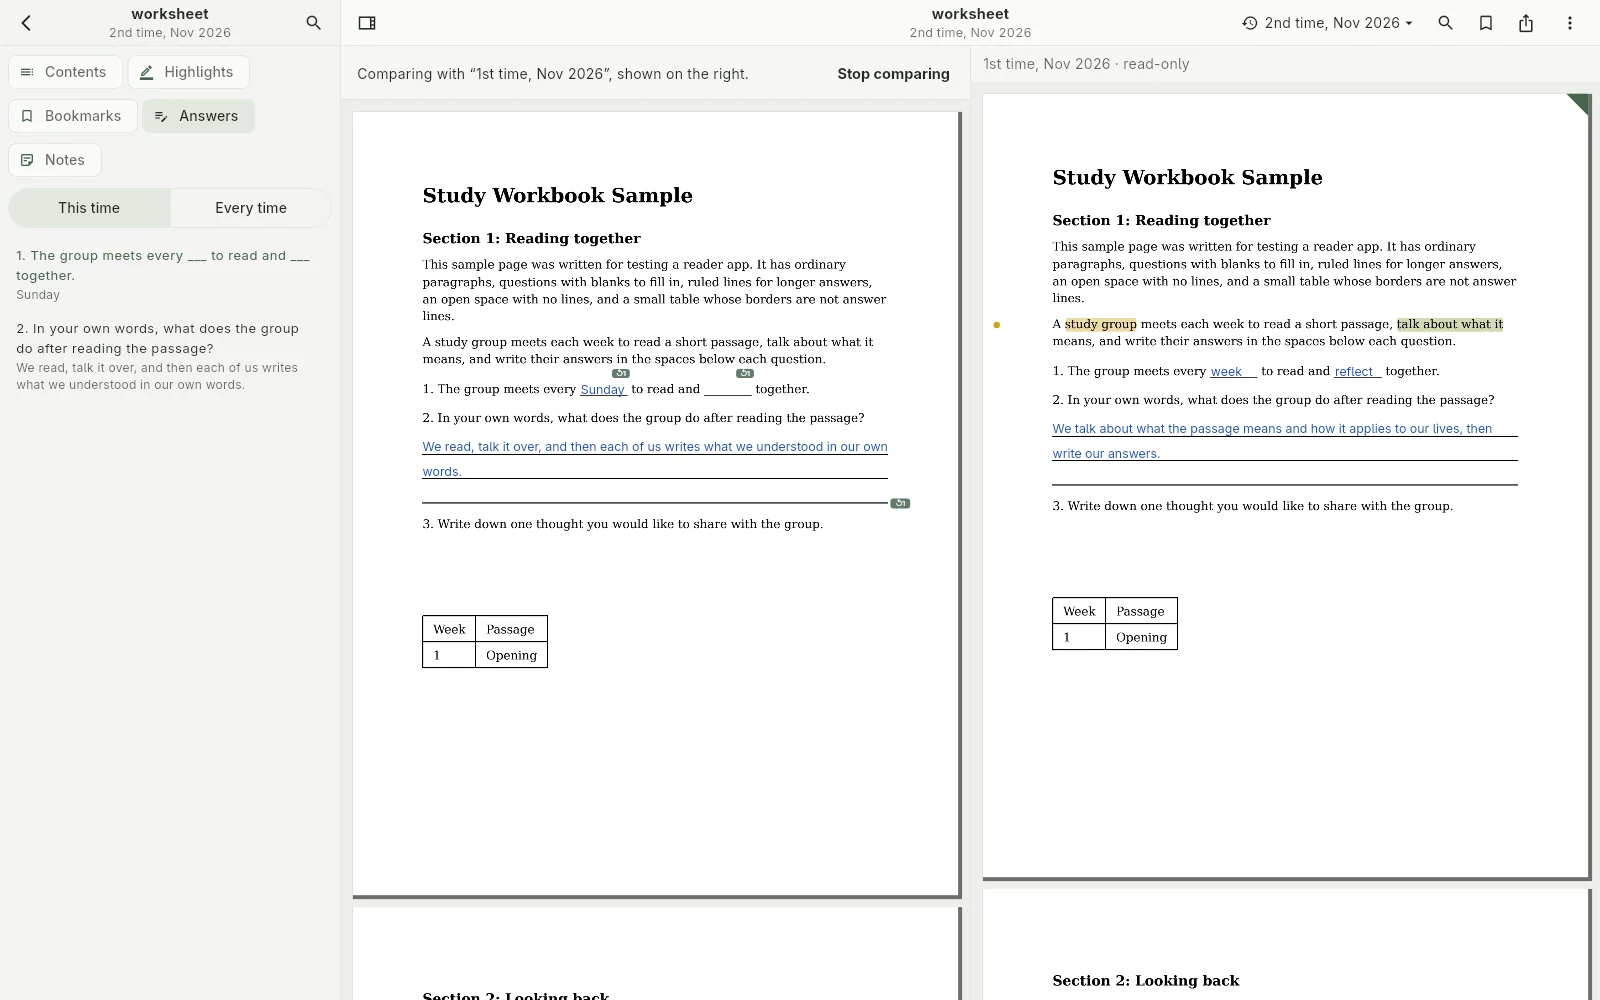 worksheet
2nd time, Nov 2026
Contents
Highlights
Bookmarks
Answers
Notes
This time
Every time
1. The group meets every ___ to read and ___
together.
Sunday
2. In your own words, what does the group
do after reading the passage?
We read, talk it over, and then each of us writes
what we understood in our own words.
worksheet
2nd time, Nov 2026
2nd time, Nov 2026
Comparing with “1st time, Nov 2026”, shown on the right.
Stop comparing
Study Workbook Sample
Section 1: Reading together
This sample page was written for testing a reader app. It has ordinary
paragraphs, questions with blanks to fill in, ruled lines for longer answers,
an open space with no lines, and a small table whose borders are not answer
lines.
A study group meets each week to read a short passage, talk about what it
means, and write their answers in the spaces below each question.
1. The group meets every Sunday to read and ______ together.
2. In your own words, what does the group do after reading the passage?
We read, talk it over, and then each of us writes what we understood in our own
words.
3. Write down one thought you would like to share with the group.
Week Passage
1 Opening
Section 2: Looking back
1st time, Nov 2026 · read-only
Study Workbook Sample
Section 1: Reading together
This sample page was written for testing a reader app. It has ordinary
paragraphs, questions with blanks to fill in, ruled lines for longer answers,
an open space with no lines, and a small table whose borders are not answer
lines.
A study group meets each week to read a short passage, talk about what it
means, and write their answers in the spaces below each question.
1. The group meets every week to read and reflect together.
2. In your own words, what does the group do after reading the passage?
We talk about what the passage means and how it applies to our lives, then
write our answers.
3. Write down one thought you would like to share with the group.
Week Passage
1 Opening
Section 2: Looking back